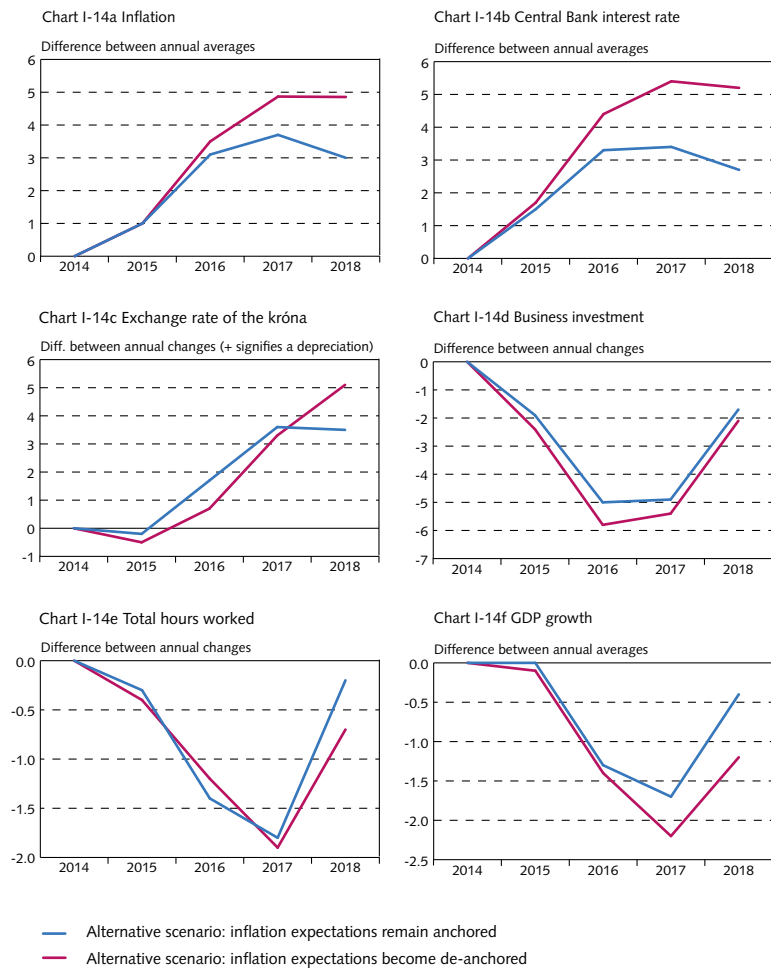 Chart I-14a Inflation
Difference between annual averages
6
5
4
3
2
1
0
2014 2015 2016 2017 2018
Chart I-14b Central Bank interest rate
Difference between annual averages
6
5
4
3
2
1
0
2014 2015 2016 2017 2018
Chart I-14c Exchange rate of the króna
Diff. between annual changes (+ signifies a depreciation)
6
5
4
3
2
1
0
-1
2014 2015 2016 2017 2018
Chart I-14d Business investment
Difference between annual changes
0
-1
-2
-3
-4
-5
-6
-7
2014 2015 2016 2017 2018
Chart I-14e Total hours worked
Difference between annual changes
0.0
-0.5
-1.0
-1.5
-2.0
2014 2015 2016 2017 2018
Chart I-14f GDP growth
Difference between annual averages
0.0
-0.5
-1.0
-1.5
-2.0
-2.5
2014 2015 2016 2017 2018
Alternative scenario: inflation expectations remain anchored
Alternative scenario: inflation expectations become de-anchored